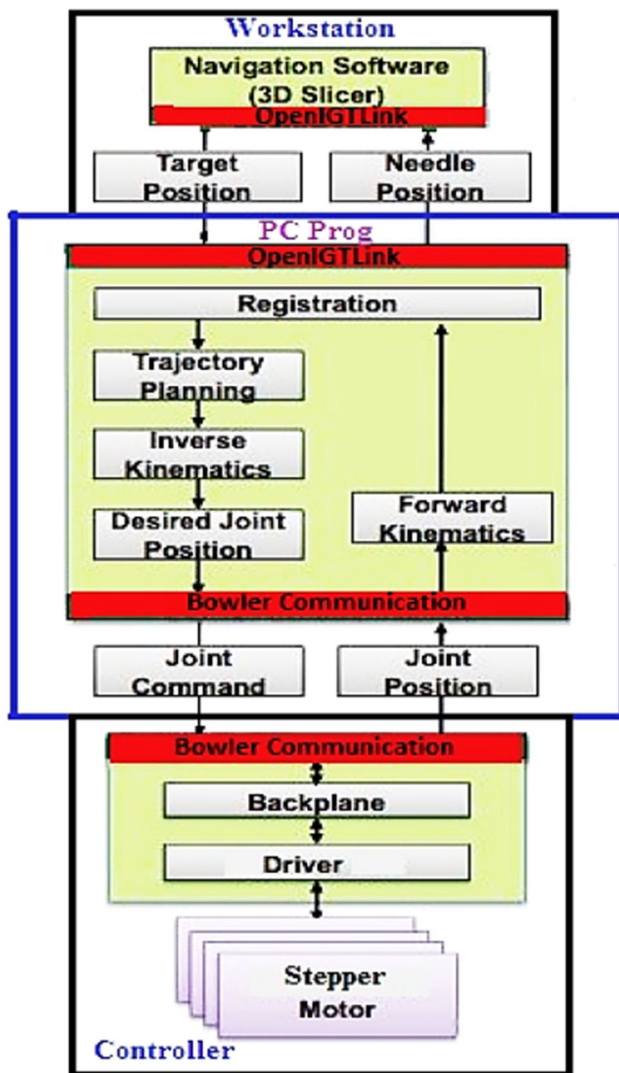 Workstation
Navigation Software
(3D Slicer)
OpenIGTLink
Target
Position
Needle
Position
PC Prog
OpenIGTLink
Registration
Trajectory
Planning
Inverse
Kinematics
Desired Joint
Position
Forward
Kinematics
Bowler Communication
Joint
Command
Joint
Position
Bowler Communication
Backplane
Driver
Stepper
Motor
Controller